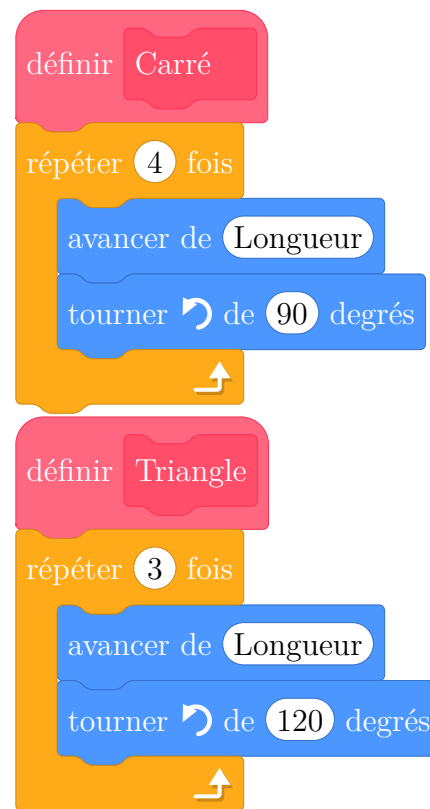 définir Carré
répéter 4 fois
avancer de Longueur
tourner de 90 degrés
définir Triangle
répéter 3 fois
avancer de Longueur
tourner de 120 degrés